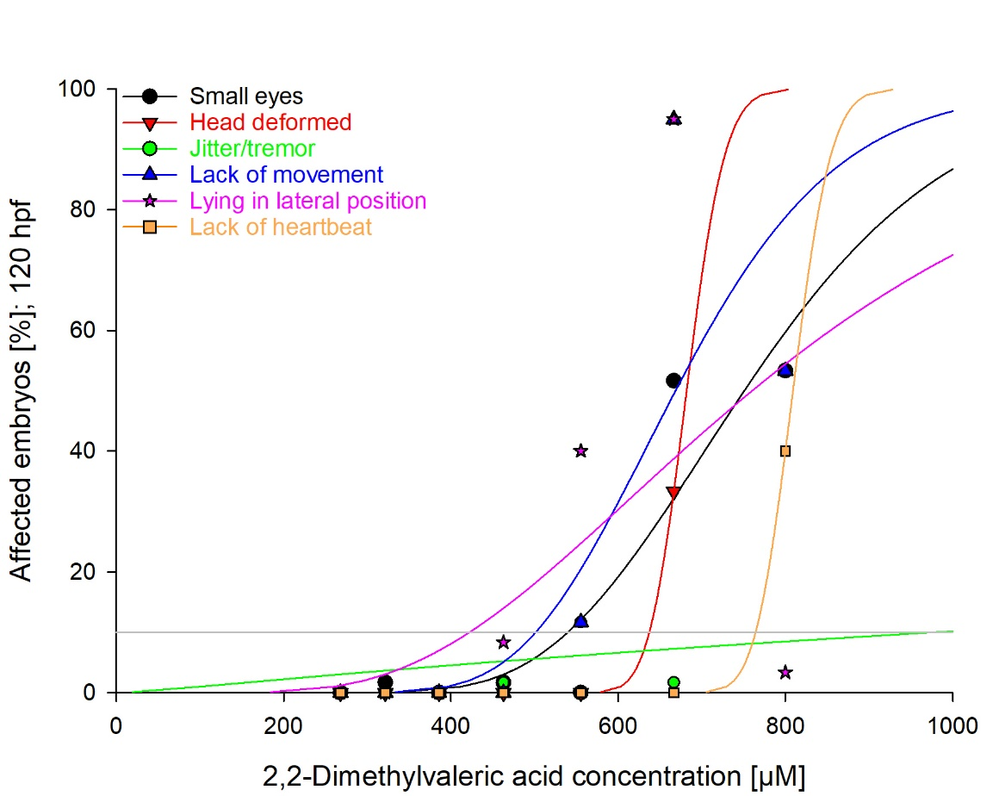 100
80
60
40
20
0
Affected embryos [%]; 120 hpf
Small eyes
Head deformed
Jitter/tremor
Lack of movement
Lying in lateral position
Lack of heartbeat
0 200 400 600 800 1000
2,2-Dimethylvaleric acid concentration [µM]